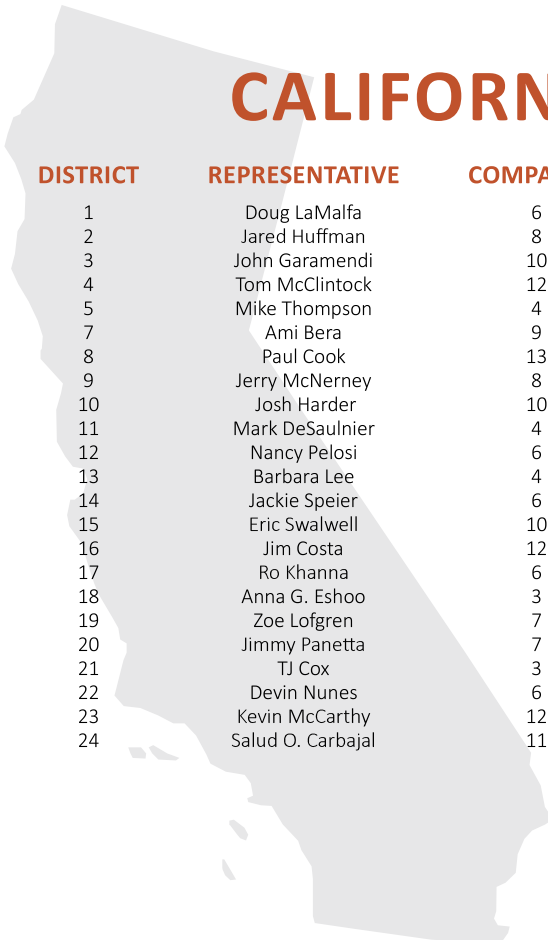 CALIFORN
DISTRICT REPRESENTATIVE COMPA
1 Doug LaMalfa 6
2 Jared Huffman 8
3 John Garamendi 10
4 Tom McClintock 12
5 Mike Thompson 4
7 Ami Bera 9
8 Paul Cook 13
9 Jerry McNerney 8
10 Josh Harder 10
11 Mark DeSaulnier 4
12 Nancy Pelosi 6
13 Barbara Lee 4
14 Jackie Speier 6
15 Eric Swalwell 10
16 Jim Costa 12
17 Ro Khanna 6
18 Anna G. Eshoo 3
19 Zoe Lofgren 7
20 Jimmy Panetta 7
21 TJ Cox 3
22 Devin Nunes 6
23 Kevin McCarthy 12
24 Salud O. Carbajal 11